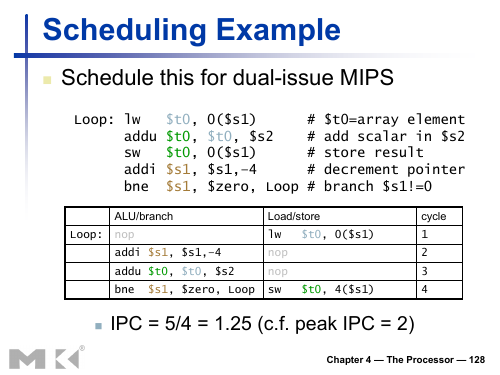 Scheduling Example
Schedule this for dual-issue MIPS
Loop: lw $t0, 0($s1) # $t0=array element
addu $t0, $t0, $s2 # add scalar in $s2
sw $t0, 0($s1) # store result
addi $s1, $s1,-4 # decrement pointer
bne $s1, $zero, Loop # branch $s1!=0
ALU/branch Load/store cycle
Loop: nop lw $t0, 0($s1) 1
addi $s1, $s1,-4 nop 2
addu $t0, $t0, $s2 nop 3
bne $s1, $zero, Loop sw $t0, 4($s1) 4
IPC = 5/4 = 1.25 (c.f. peak IPC = 2)
MK®
Chapter 4 — The Processor — 128